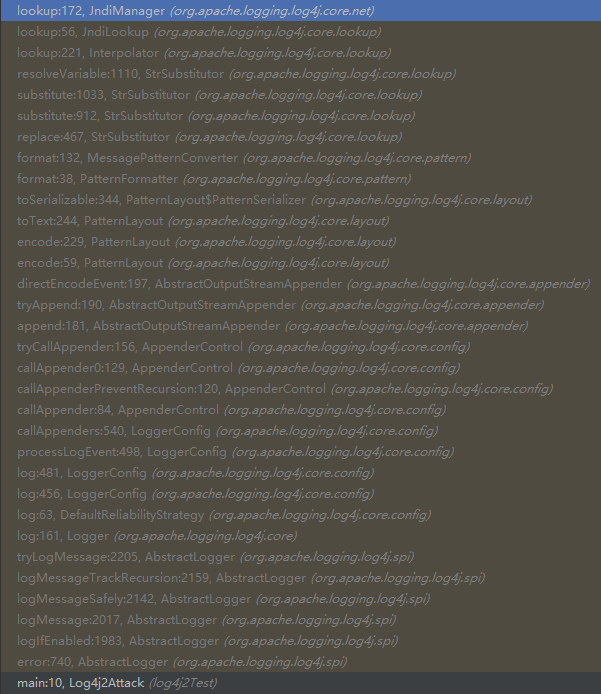 lookup:172, JndiManager (org.apache.logging.log4j.core.net)
lookup:56, JndiLookup (org.apache.logging.log4j.core.lookup)
lookup:221, Interpolator (org.apache.logging.log4j.core.lookup)
resolveVariable:1110, StrSubstitutor (org.apache.logging.log4j.core.lookup)
substitute:1033, StrSubstitutor (org.apache.logging.log4j.core.lookup)
substitute:912, StrSubstitutor (org.apache.logging.log4j.core.lookup)
replace:467, StrSubstitutor (org.apache.logging.log4j.core.lookup)
format:132, MessagePatternConverter (org.apache.logging.log4j.core.pattern)
format:38, PatternFormatter (org.apache.logging.log4j.core.pattern)
toSerializable:344, PatternLayout$PatternSerializer (org.apache.logging.log4j.core.layout)
toText:244, PatternLayout (org.apache.logging.log4j.core.layout)
encode:229, PatternLayout (org.apache.logging.log4j.core.layout)
encode:59, PatternLayout (org.apache.logging.log4j.core.layout)
directEncodeEvent:197, AbstractOutputStreamAppender (org.apache.logging.log4j.core.appender)
tryAppend:190, AbstractOutputStreamAppender (org.apache.logging.log4j.core.appender)
append:181, AbstractOutputStreamAppender (org.apache.logging.log4j.core.appender)
tryCallAppender:156, AppenderControl (org.apache.logging.log4j.core.config)
callAppender0:129, AppenderControl (org.apache.logging.log4j.core.config)
callAppenderPreventRecursion:120, AppenderControl (org.apache.logging.log4j.core.config)
callAppender:84, AppenderControl (org.apache.logging.log4j.core.config)
callAppenders:540, LoggerConfig (org.apache.logging.log4j.core.config)
processLogEvent:498, LoggerConfig (org.apache.logging.log4j.core.config)
log:481, LoggerConfig (org.apache.logging.log4j.core.config)
log:456, LoggerConfig (org.apache.logging.log4j.core.config)
log:63, DefaultReliabilityStrategy (org.apache.logging.log4j.core.config)
log:161, Logger (org.apache.logging.log4j.core)
tryLogMessage:2205, AbstractLogger (org.apache.logging.log4j.spi)
logMessageTrackRecursion:2159, AbstractLogger (org.apache.logging.log4j.spi)
logMessageSafely:2142, AbstractLogger (org.apache.logging.log4j.spi)
logMessage:2017, AbstractLogger (org.apache.logging.log4j.spi)
logIfEnabled:1983, AbstractLogger (org.apache.logging.log4j.spi)
error:740, AbstractLogger (org.apache.logging.log4j.spi)
main:10, Log4j2Attack (log4j2Test)